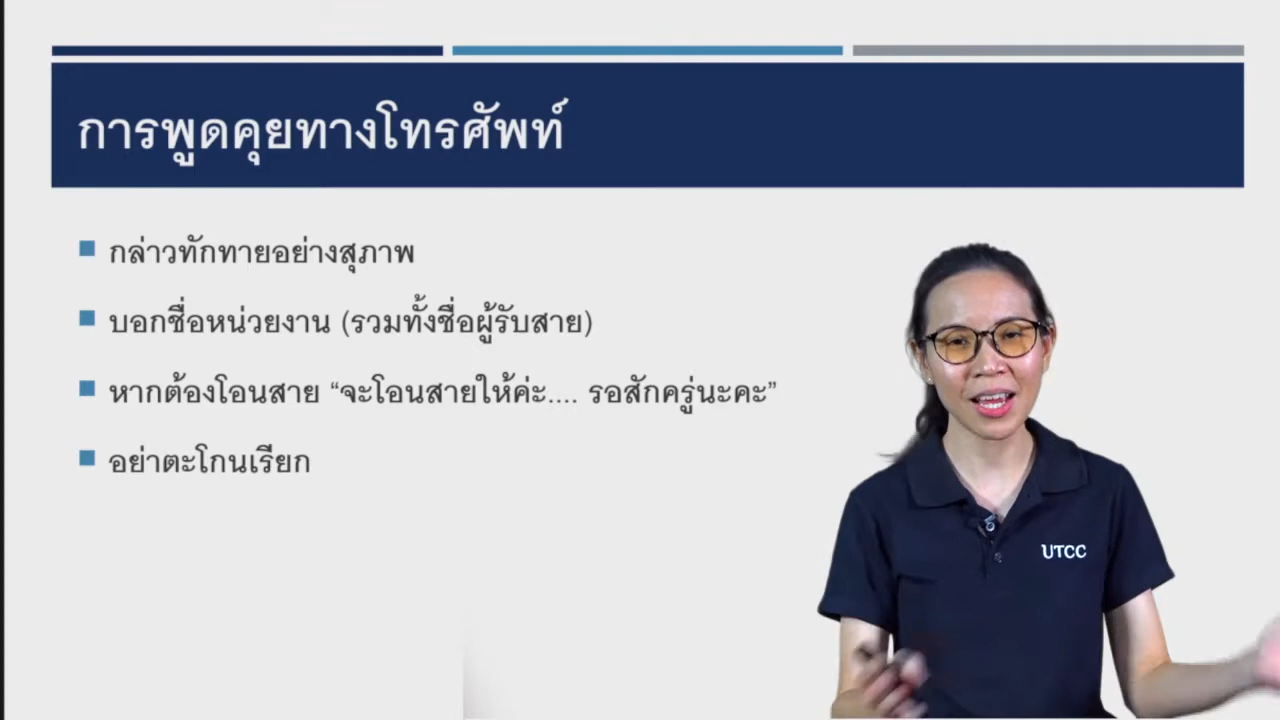 การพูดคุยทางโทรศัพท์
กล่าวทักทายอย่างสุภาพ
บอกชื่อหน่วยงาน (รวมทั้งชื่อผู้รับสาย)
หากต้องโอนสาย “จะโอนสายให้ค่ะ.... รอสักครู่นะคะ”
อย่าตะโกนเรียก
UTCC